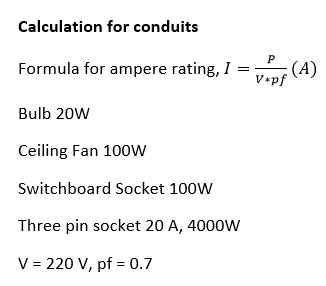 Calculation for conduits
Formula for ampere rating, I = P / V*pf (A)
Bulb 20W
Ceiling Fan 100W
Switchboard Socket 100W
Three pin socket 20 A, 4000W
V = 220 V, pf = 0.7